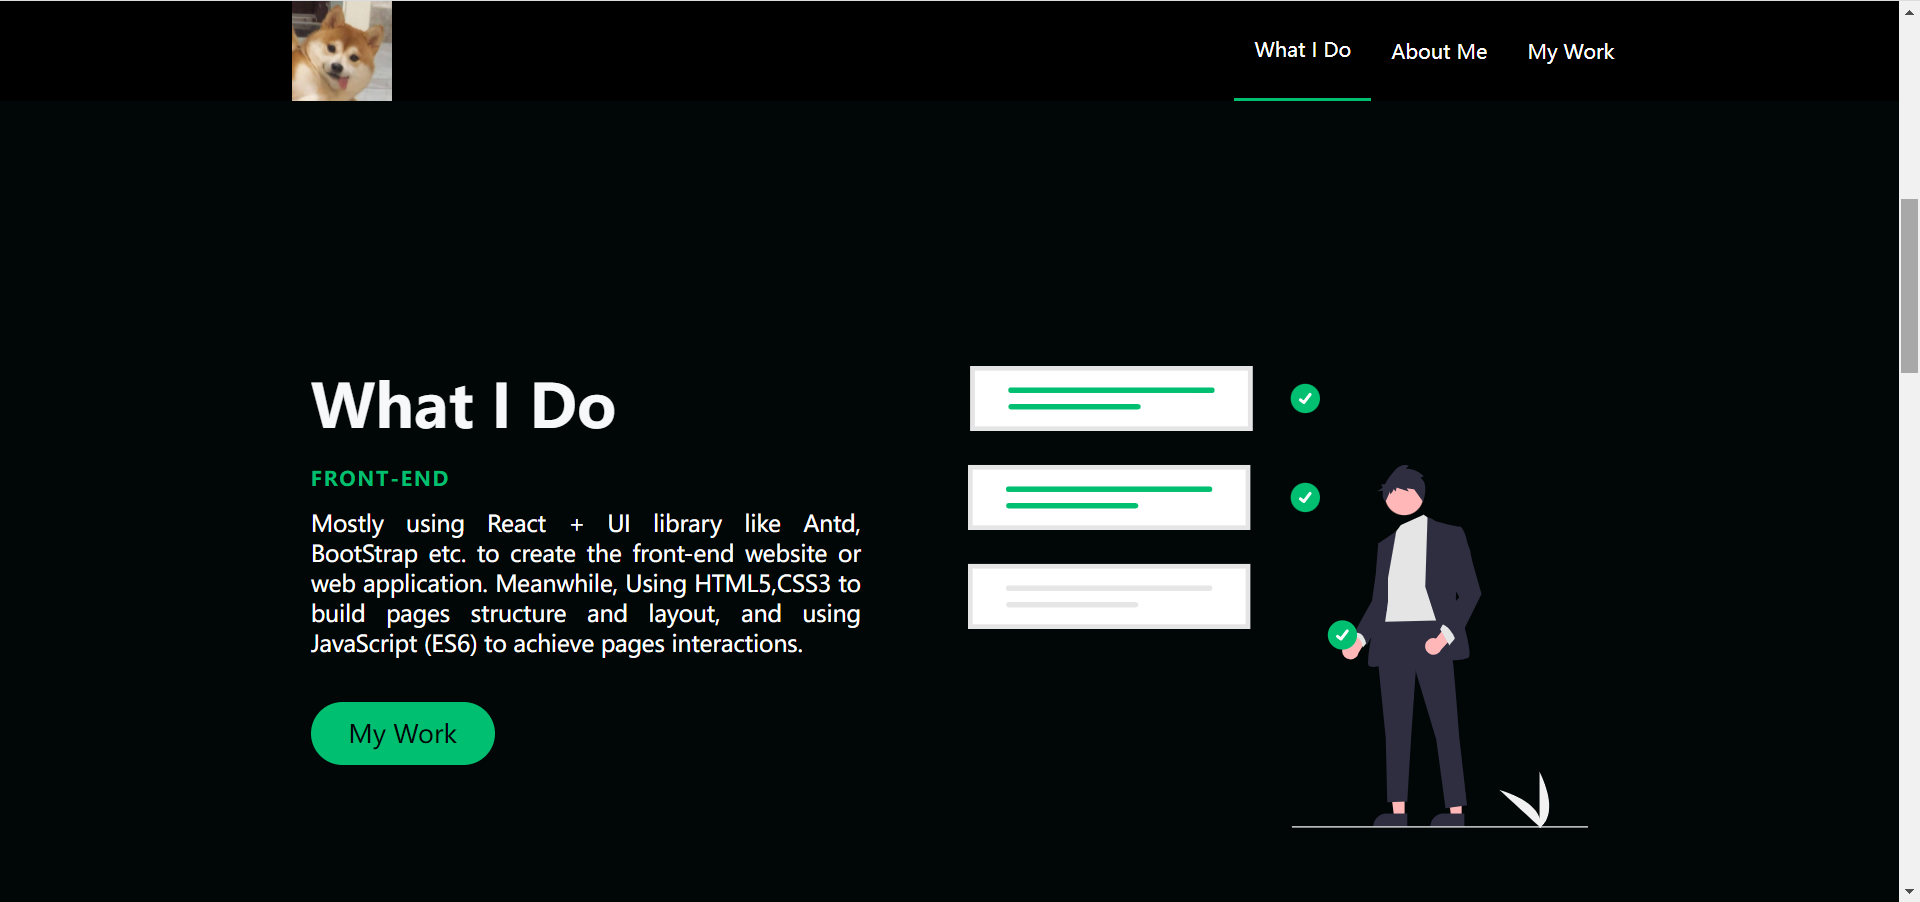 What I Do
About Me
My Work
What I Do
FRONT-END
Mostly using React + UI library like Antd,
BootStrap etc. to create the front-end website or
web application. Meanwhile, Using HTML5,CSS3 to
build pages structure and layout, and using
JavaScript (ES6) to achieve pages interactions.
My Work